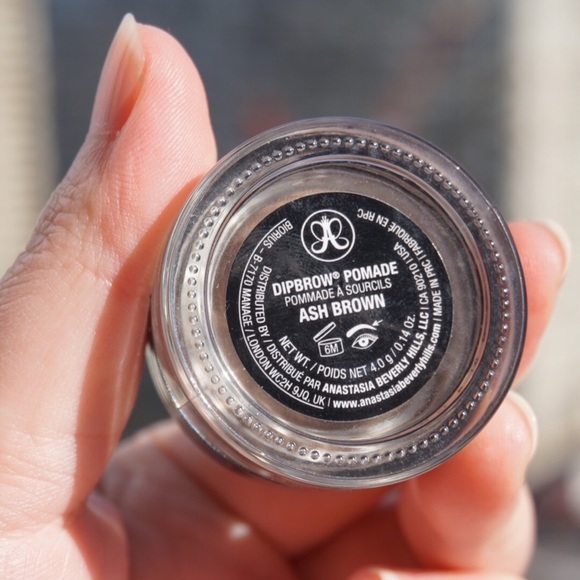 DIPBROW® POMADE
POMMADE À SOURCILS
ASH BROWN
NET WT. / POIDS NET 4.0 g / 0.14 Oz.
6M
DISTRIBUTED BY / DISTRIBUÉ PAR ANASTASIA BEVERLY HILLS, LLC | CA 90210 | USA
BIORIUS – B-7170 MANAGE / LONDON WC2H 9JQ, UK | www.anastasiabeverlyhills.com | MADE IN PRC | FABRIQUÉ EN RPC